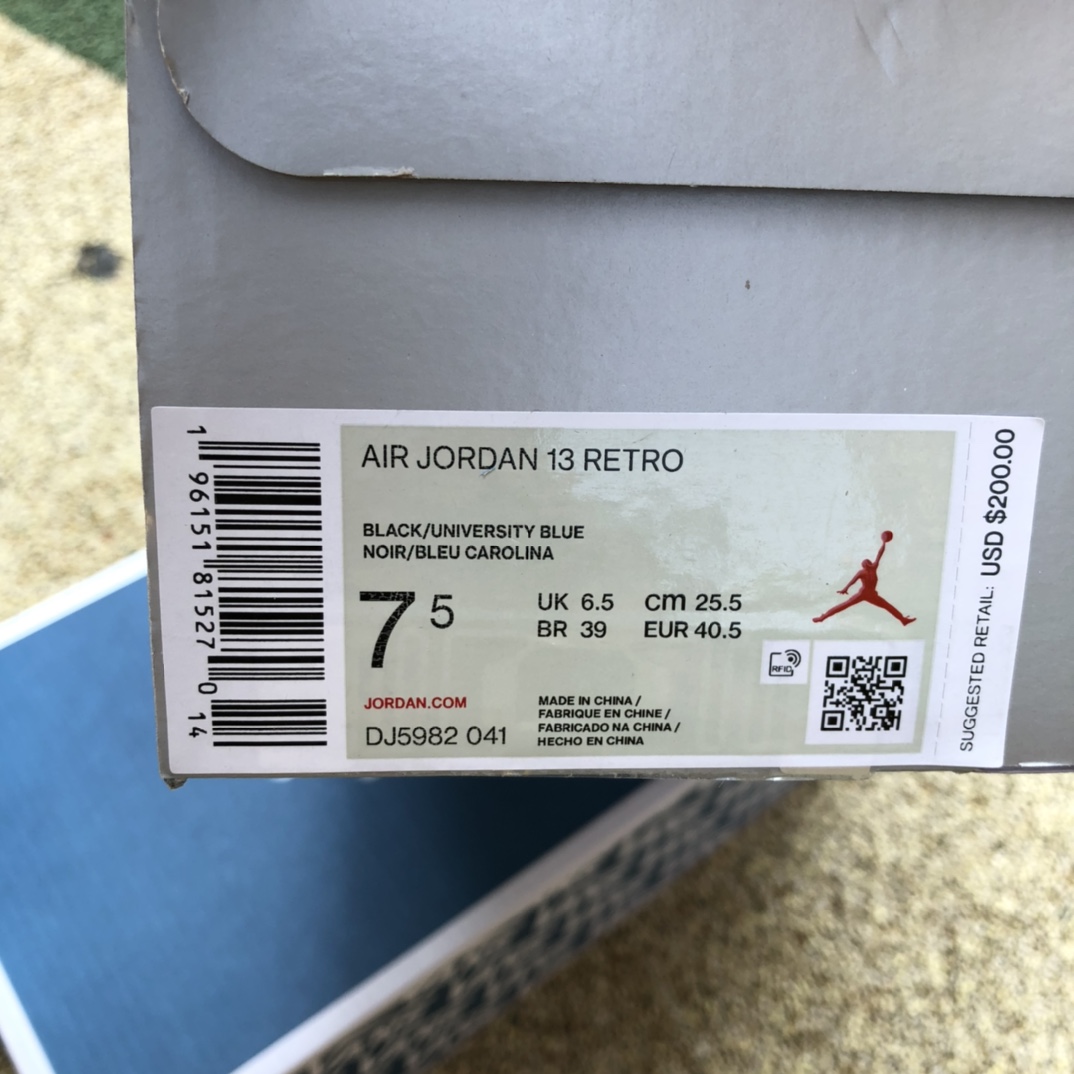 1 96151 81527 0 14
AIR JORDAN 13 RETRO
BLACK/UNIVERSITY BLUE
NOIR/BLEU CAROLINA
7 5
UK 6.5 cm 25.5
BR 39 EUR 40.5
RFID
JORDAN.COM
DJ5982 041
MADE IN CHINA /
FABRIQUE EN CHINE /
FABRICADO NA CHINA /
HECHO EN CHINA
SUGGESTED RETAIL: USD $200.00